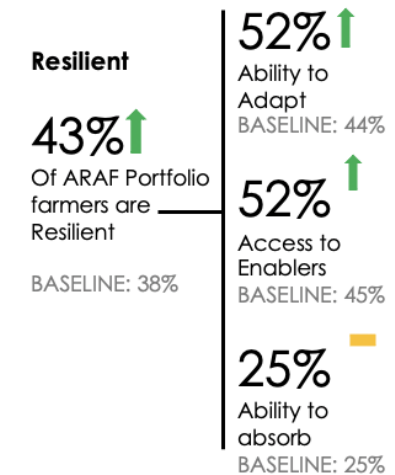 Resilient
43%
Of ARAF Portfolio
farmers are
Resilient
BASELINE: 38%
52%
Ability to
Adapt
BASELINE: 44%
52%
Access to
Enablers
BASELINE: 45%
25%
Ability to
absorb
BASELINE: 25%